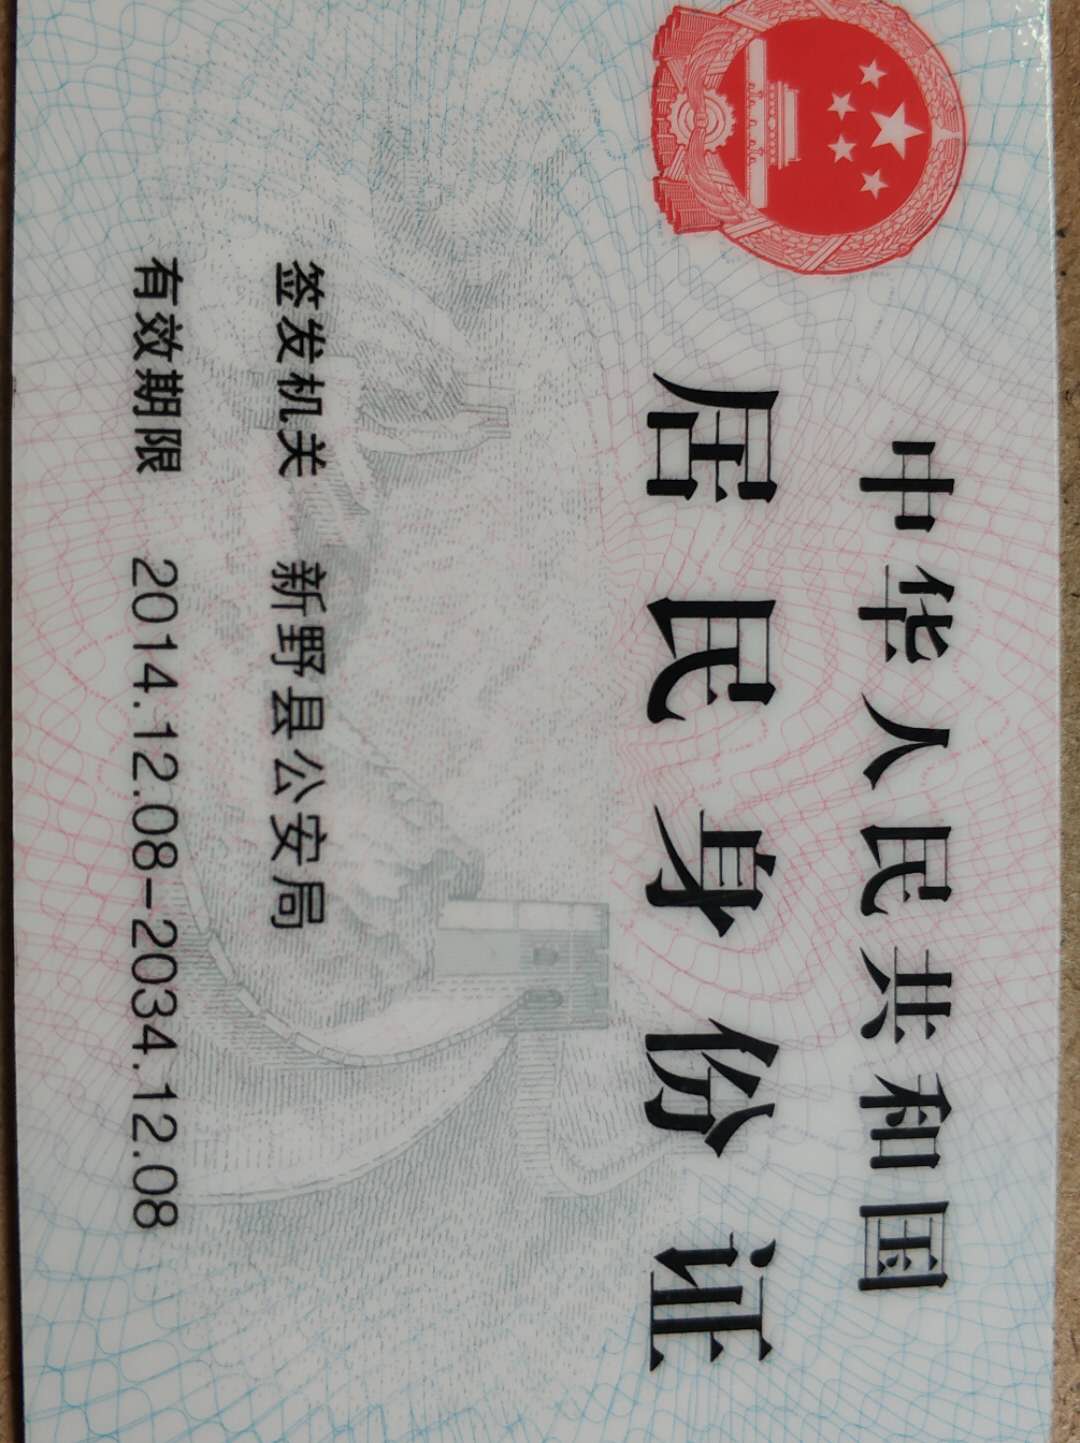 中华人民共和国
居民身份证
签发机关 新野县公安局
有效期限 2014.12.08-2034.12.08